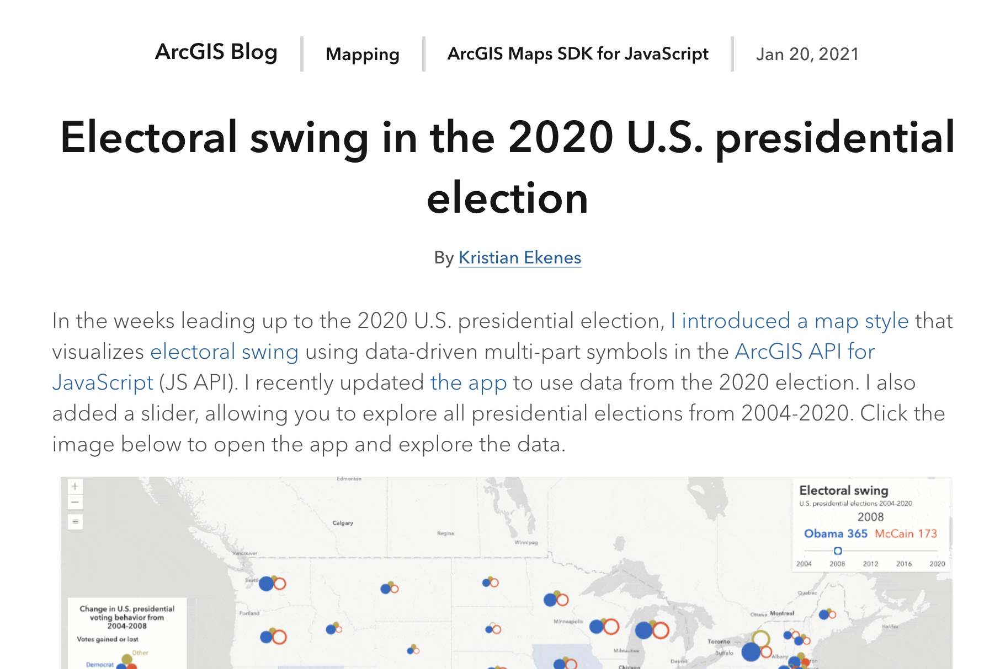 ArcGIS Blog Mapping ArcGIS Maps SDK for JavaScript Jan 20, 2021
Electoral swing in the 2020 U.S. presidential
election
By Kristian Ekenes
In the weeks leading up to the 2020 U.S. presidential election, I introduced a map style that
visualizes electoral swing using data-driven multi-part symbols in the ArcGIS API for
JavaScript (JS API). I recently updated the app to use data from the 2020 election. I also
added a slider, allowing you to explore all presidential elections from 2004-2020. Click the
image below to open the app and explore the data.
Edmonton
Electoral swing
U.S. presidential elections 2004-2020
2008
Obama 365 McCain 173
2004 2008 2012 2016 2020
Calgary
Regina
Winnipeg
Vancouver
Portland
Minneapolis
Quebec
Ottawa Montreal
Halifax
Toronto
Milwaukee
Buffalo
Albany
Detroit
Chicago
Change in U.S. presidential
voting behavior from
2004-2008
Votes gained or lost
Other
Democrat